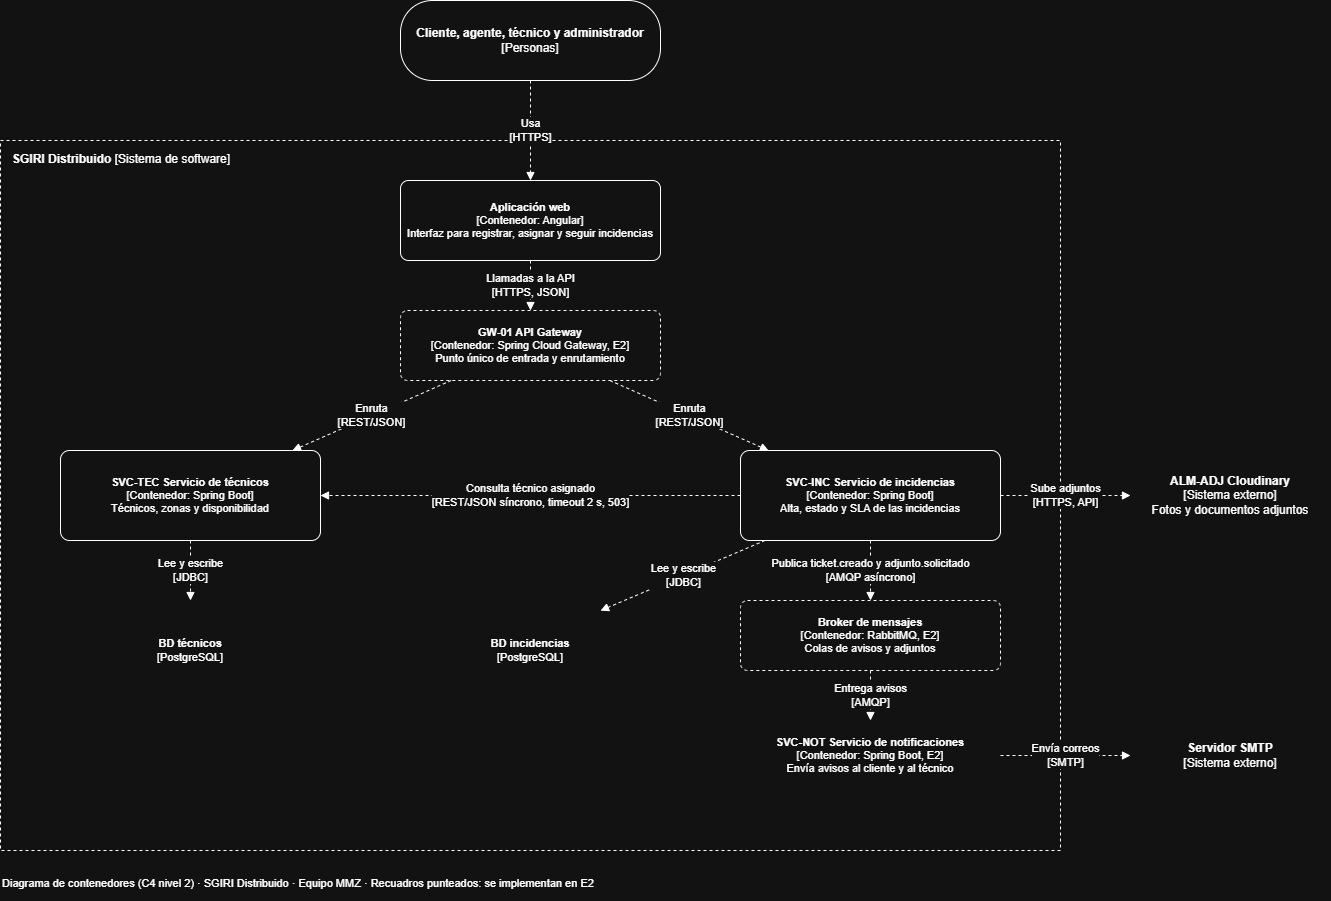 Cliente, agente, técnico y administrador
[Personas]
Usa
[HTTPS]
SGIRI Distribuido [Sistema de software]
Aplicación web
[Contenedor: Angular]
Interfaz para registrar, asignar y seguir incidencias
Llamadas a la API
[HTTPS, JSON]
GW-01 API Gateway
[Contenedor: Spring Cloud Gateway, E2]
Punto único de entrada y enrutamiento
Enruta
[REST/JSON]
Enruta
[REST/JSON]
SVC-TEC Servicio de técnicos
[Contenedor: Spring Boot]
Técnicos, zonas y disponibilidad
Consulta técnico asignado
[REST/JSON síncrono, timeout 2 s, 503]
SVC-INC Servicio de incidencias
[Contenedor: Spring Boot]
Alta, estado y SLA de las incidencias
Sube adjuntos
[HTTPS, API]
ALM-ADJ Cloudinary
[Sistema externo]
Fotos y documentos adjuntos
Lee y escribe
[JDBC]
Lee y escribe
[JDBC]
Publica ticket.creado y adjunto.solicitado
[AMQP asíncrono]
BD técnicos
[PostgreSQL]
BD incidencias
[PostgreSQL]
Broker de mensajes
[Contenedor: RabbitMQ, E2]
Colas de avisos y adjuntos
Entrega avisos
[AMQP]
SVC-NOT Servicio de notificaciones
[Contenedor: Spring Boot, E2]
Envía avisos al cliente y al técnico
Envía correos
[SMTP]
Servidor SMTP
[Sistema externo]
Diagrama de contenedores (C4 nivel 2) · SGIRI Distribuido · Equipo MMZ · Recuadros punteados: se implementan en E2